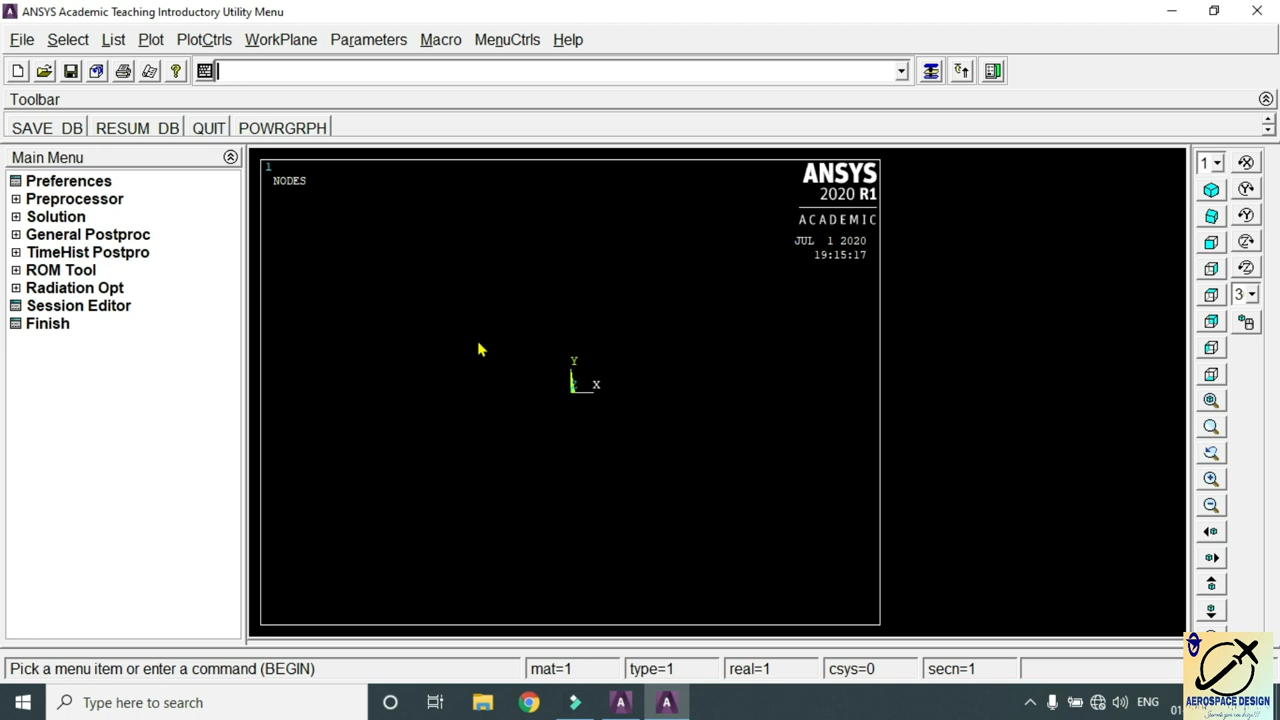 ANSYS Academic Teaching Introductory Utility Menu
File Select List Plot PlotCtrls WorkPlane Parameters Macro MenuCtrls Help
Toolbar
SAVE_DB RESUM_DB QUIT POWRGRPH
Main Menu
Preferences
Preprocessor
Solution
General Postproc
TimeHist Postpro
ROM Tool
Radiation Opt
Session Editor
Finish
1
NODES
ANSYS
2020 R1
ACADEMIC
JUL 1 2020
19:15:17
Y
Z X
1
3
Pick a menu item or enter a command (BEGIN) mat=1 type=1 real=1 csys=0 secn=1
Type here to search
ENG
AEROSPACE DESIGN